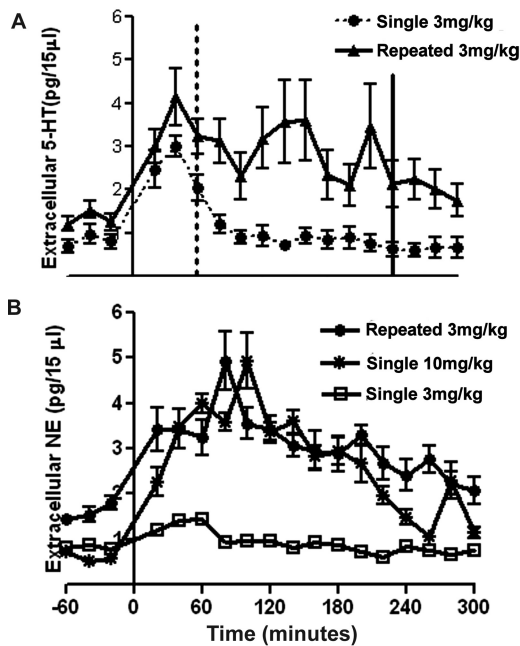 A
Single 3mg/kg
Repeated 3mg/kg
Extracellular 5-HT(pg/15µl)
6
5
4
3
2
1
B
Repeated 3mg/kg
Single 10mg/kg
Single 3mg/kg
Extracellular NE (pg/15 µl)
6
5
4
3
2
1
-60 0 60 120 180 240 300
Time (minutes)